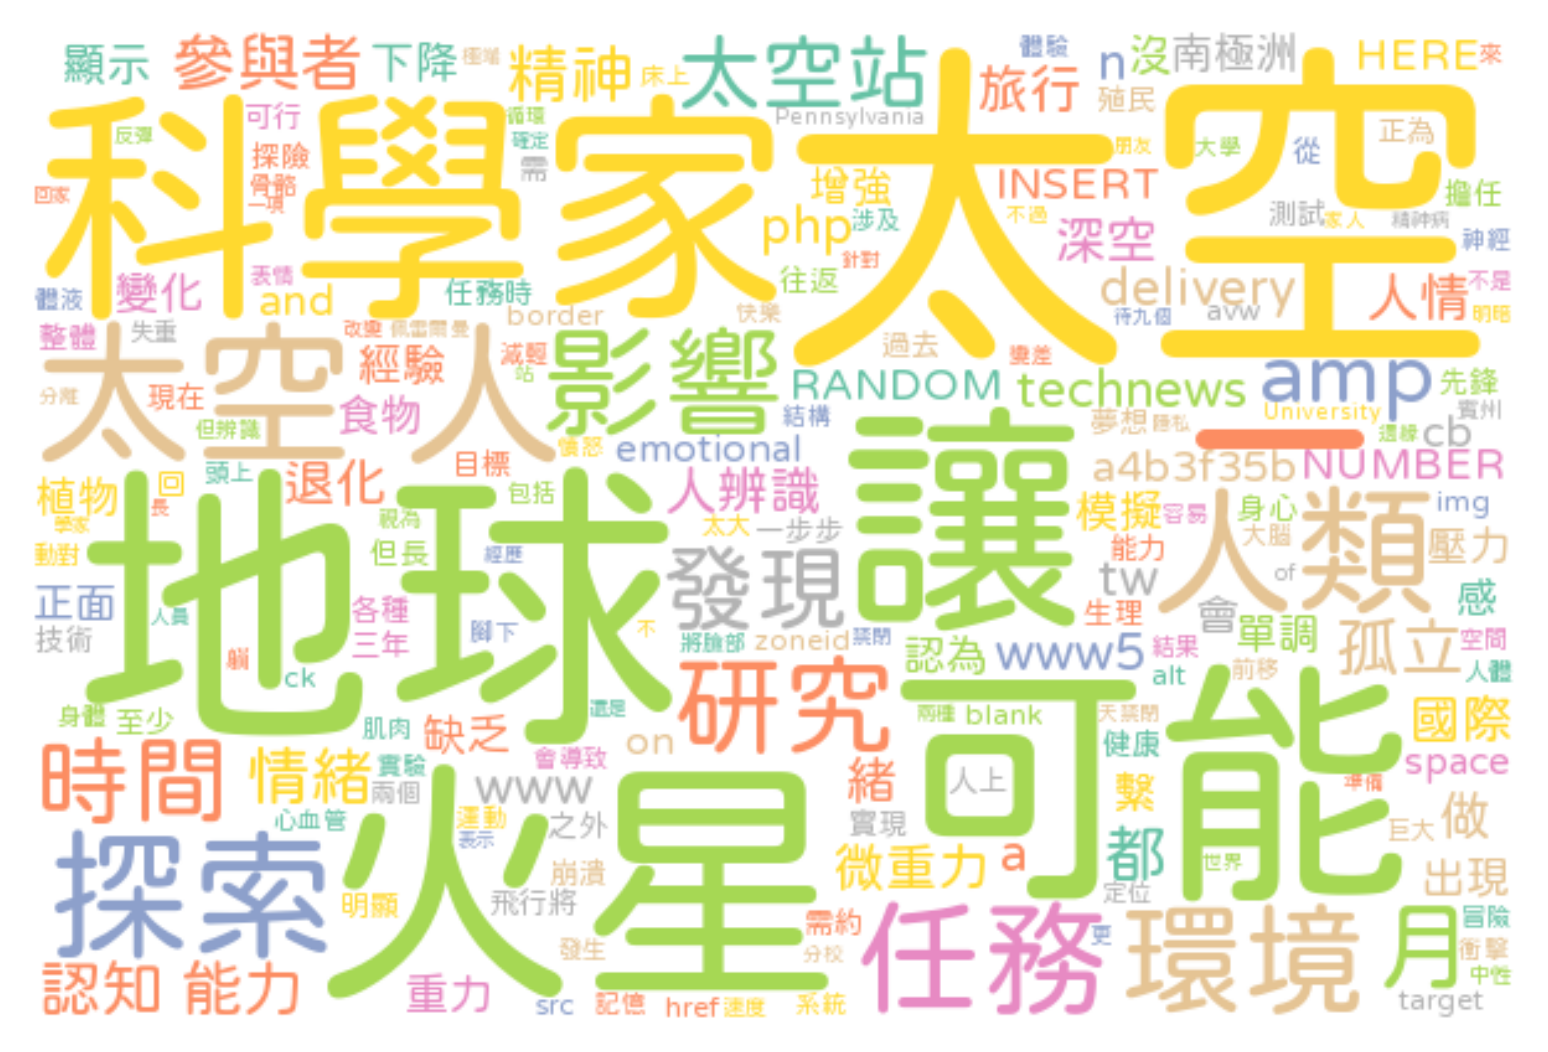 顯示 參與者 下降 極端 精神 床上 太空站 旅行 體驗 n 沒 南極洲 HERE 來
殖民
科學家 太空
反彈 可行 循環 Pennsylvania 朋友 大學 從 正為
探險 確定 需
回家 骨骼 一項 增強 INSERT 擔任
php 涉及 不過 深空 測試 家人 精神病 神經
表情 針對
體液 變化 and 任務時 往返 delivery 人情 不是
border 快樂 待九個 avw 明暗
整體 失重 改變 佩雷爾曼
太空人 影響 過去 變差
經驗 減輕 站 RANDOM technews amp 先鋒
分離 現在 食物 結構 University 賓州
但辨識 憤怒 emotional 夢想 隱私 一 週緣 cb
頭上 退化 目標 人辨識 讓 a4b3f35b NUMBER
植物 回 長 包括 人類
地球 學家 視為 太大 一步步 模擬 容易 身心 img
動對 但長 經歷 發現 能力 大腦 壓力
tw of
正面 人員 各種 不 生理 會 感
技術 三年 腳下 將臉部 zoneid 禁閉 認為 www5 結果 單調 孤立 空間
躺 ck 研究 alt 前移 人體
身體 至少 肌肉 缺乏 還是 可能 兩種 blank 天禁閉 國際
時間 情緒 實驗 會導致 on 健康 space
兩個 www 緒 人上 繫 準備
心血管 運動 之外 實現 巨大 做
探索 火星 表示 崩潰 微重力 a 都 世界
明顯 飛行將 定位 出現
需約 任務 環境 月 冒險
發生 分校 更 衝擊
認知 能力 重力 src 記憶 href 速度 系統 中性
target